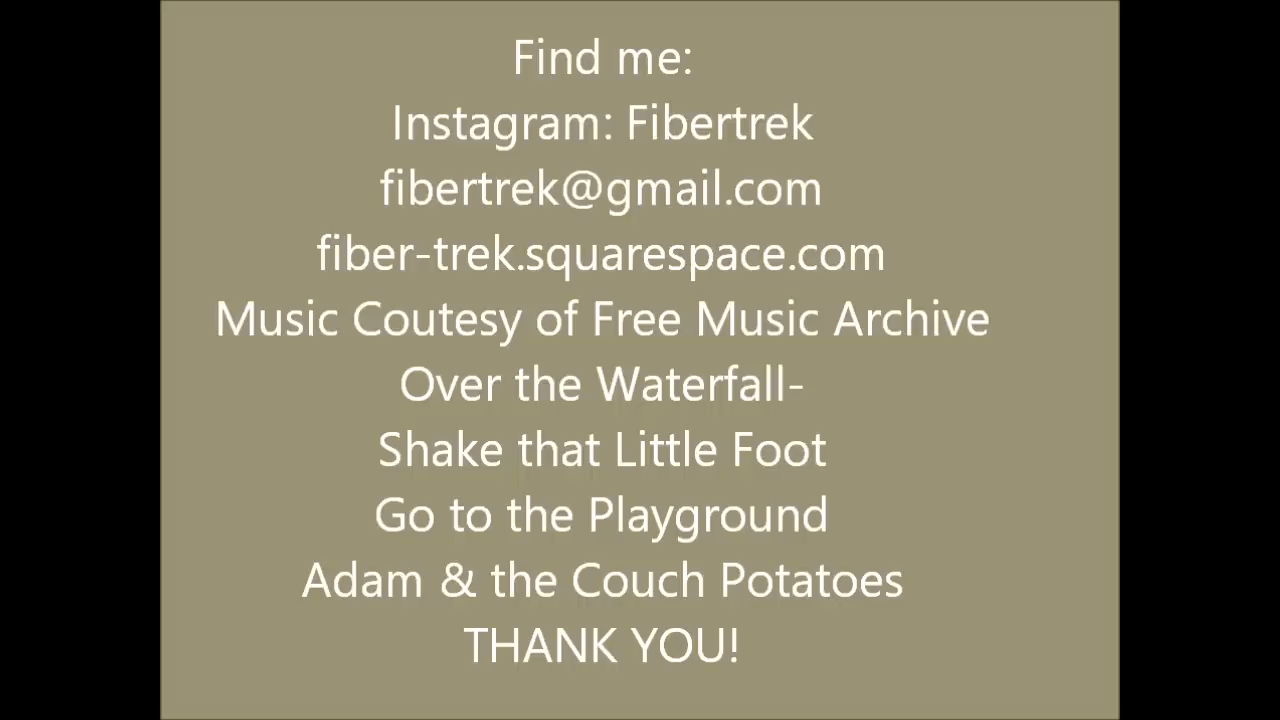 Find me:
Instagram: Fibertrek
fibertrek@gmail.com
fiber-trek.squarespace.com
Music Coutesy of Free Music Archive
Over the Waterfall-
Shake that Little Foot
Go to the Playground
Adam & the Couch Potatoes
THANK YOU!